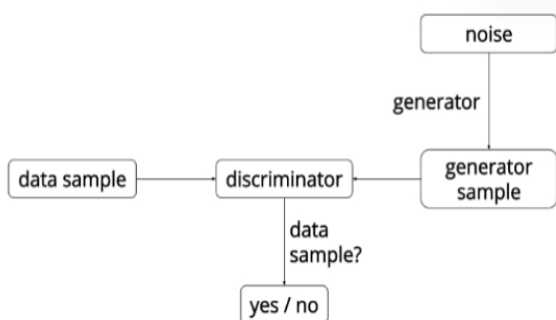 noise
generator
data sample
discriminator
generator
sample
data
sample?
yes / no